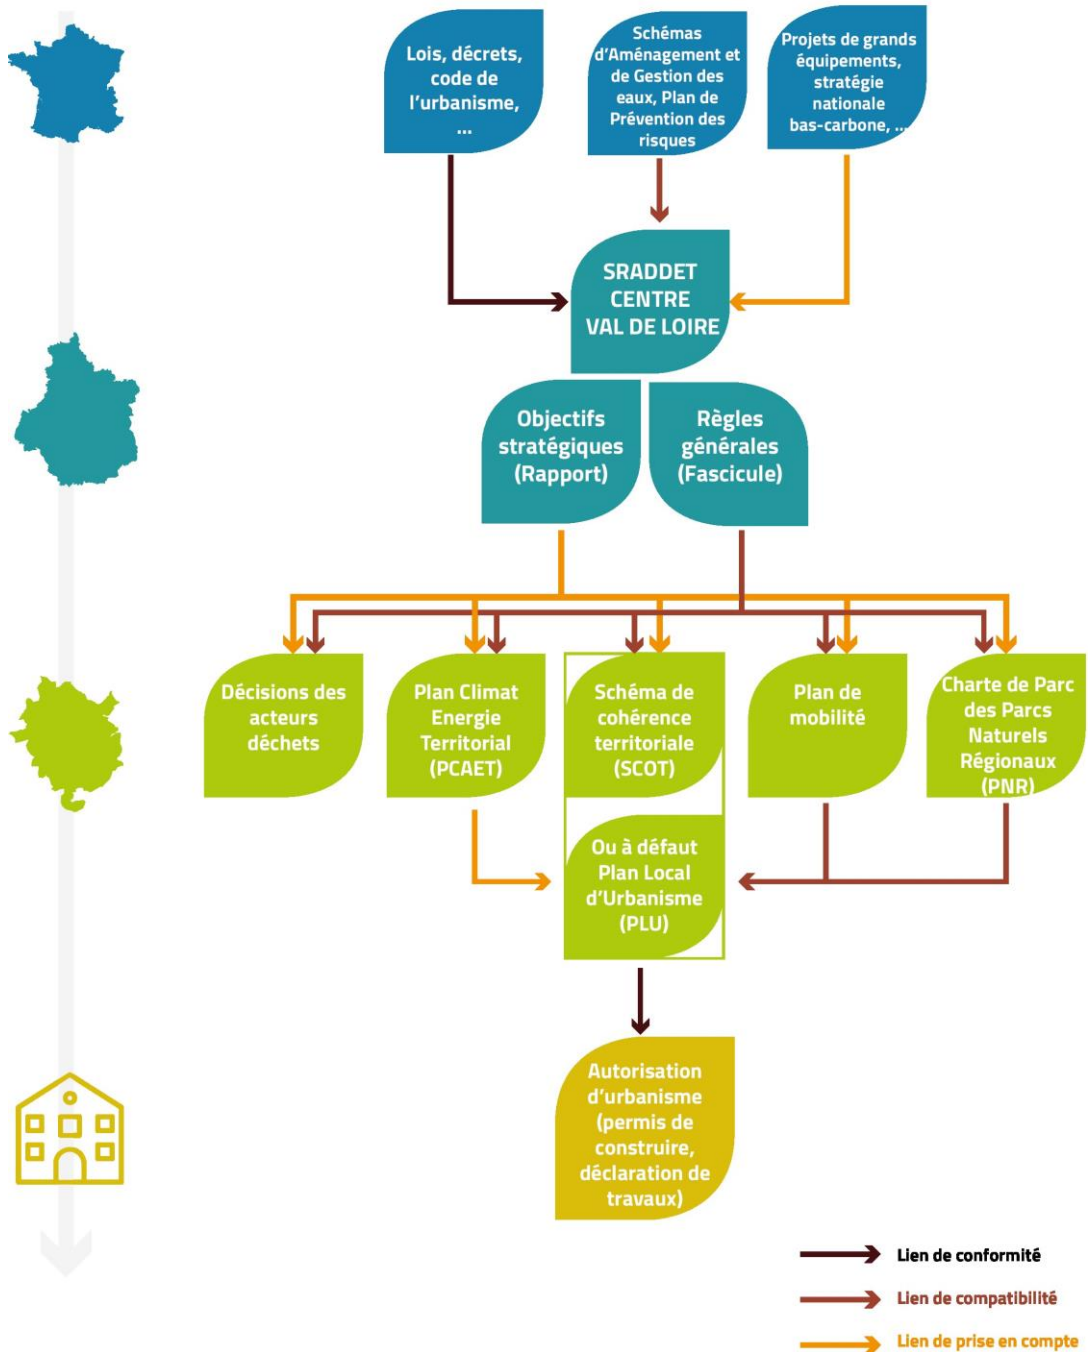 Lois, décrets,
code de
l'urbanisme,
...
Schémas
d'Aménagement et
de Gestion des
eaux, Plan de
Prévention des
risques
Projets de grands
équipements,
stratégie
nationale
bas-carbone, ...
SRADDET
CENTRE
VAL DE LOIRE
Objectifs
stratégiques
(Rapport)
Règles
générales
(Fascicule)
Décisions des
acteurs
déchets
Plan Climat
Energie
Territorial
(PCAET)
Schéma de
cohérence
territoriale
(SCOT)
Plan de
mobilité
Charte de Parc
des Parcs
Naturels
Régionaux
(PNR)
Ou à défaut
Plan Local
d'Urbanisme
(PLU)
Autorisation
d'urbanisme
(permis de
construire,
déclaration de
travaux)
Lien de conformité
Lien de compatibilité
Lien de prise en compte